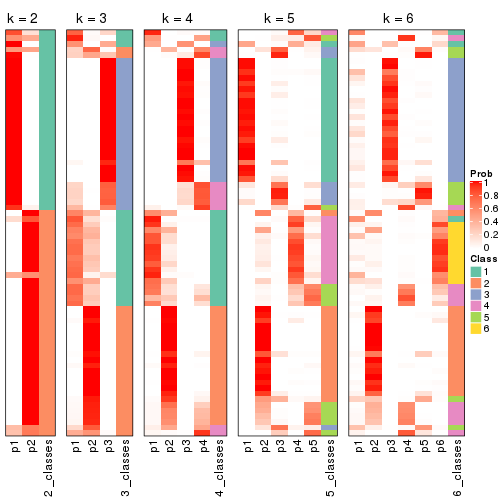 k = 2
k = 3
k = 4
k = 5
k = 6
p1
p2
2_classes
p1
p2
p3
3_classes
p1
p2
p3
p4
4_classes
p1
p2
p3
p4
p5
5_classes
p1
p2
p3
p4
p5
p6
6_classes
Prob
1
0.8
0.6
0.4
0.2
0
Class
1
2
3
4
5
6